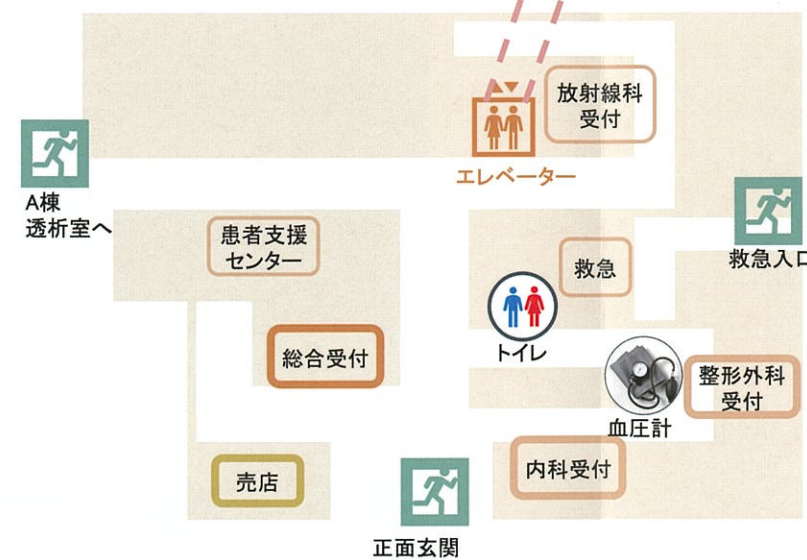 放射線科
受付
エレベーター
A棟
透析室へ
患者支援
センター
救急
救急入口
総合受付
トイレ
整形外科
受付
血圧計
売店
内科受付
正面玄関